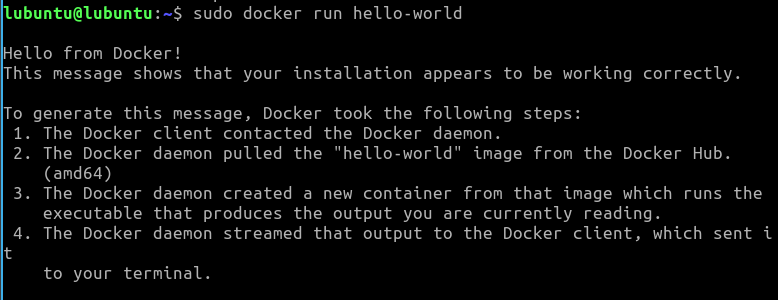 lubuntu@lubuntu:~$ sudo docker run hello-world
Hello from Docker!
This message shows that your installation appears to be working correctly.
To generate this message, Docker took the following steps:
1. The Docker client contacted the Docker daemon.
2. The Docker daemon pulled the "hello-world" image from the Docker Hub.
(amd64)
3. The Docker daemon created a new container from that image which runs the
executable that produces the output you are currently reading.
4. The Docker daemon streamed that output to the Docker client, which sent i
t
to your terminal.